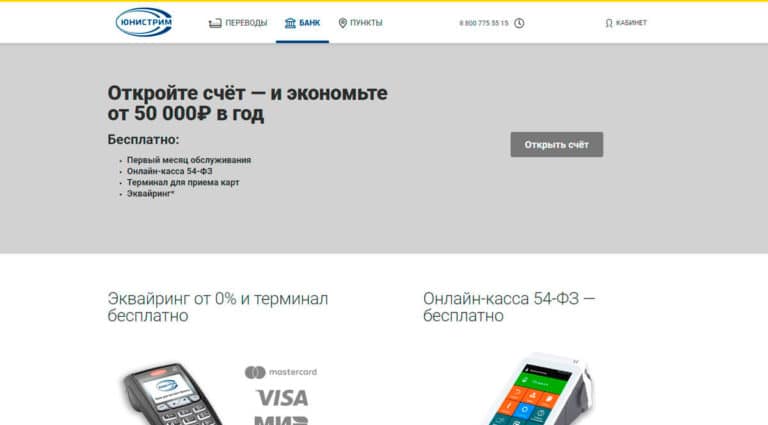 ЮНИСТРИМ
ПЕРЕВОДЫ
БАНК
ПУНКТЫ
8 800 775 55 15
КАБИНЕТ
Откройте счёт — и экономьте
от 50 000₽ в год
Бесплатно:
Первый месяц обслуживания
Онлайн-касса 54-ФЗ
Терминал для приема карт
Эквайринг*
Открыть счёт
Эквайринг от 0% и терминал
бесплатно
Онлайн-касса 54-ФЗ —
бесплатно
mastercard
VISA
МИР
ЮНИСТРИМ